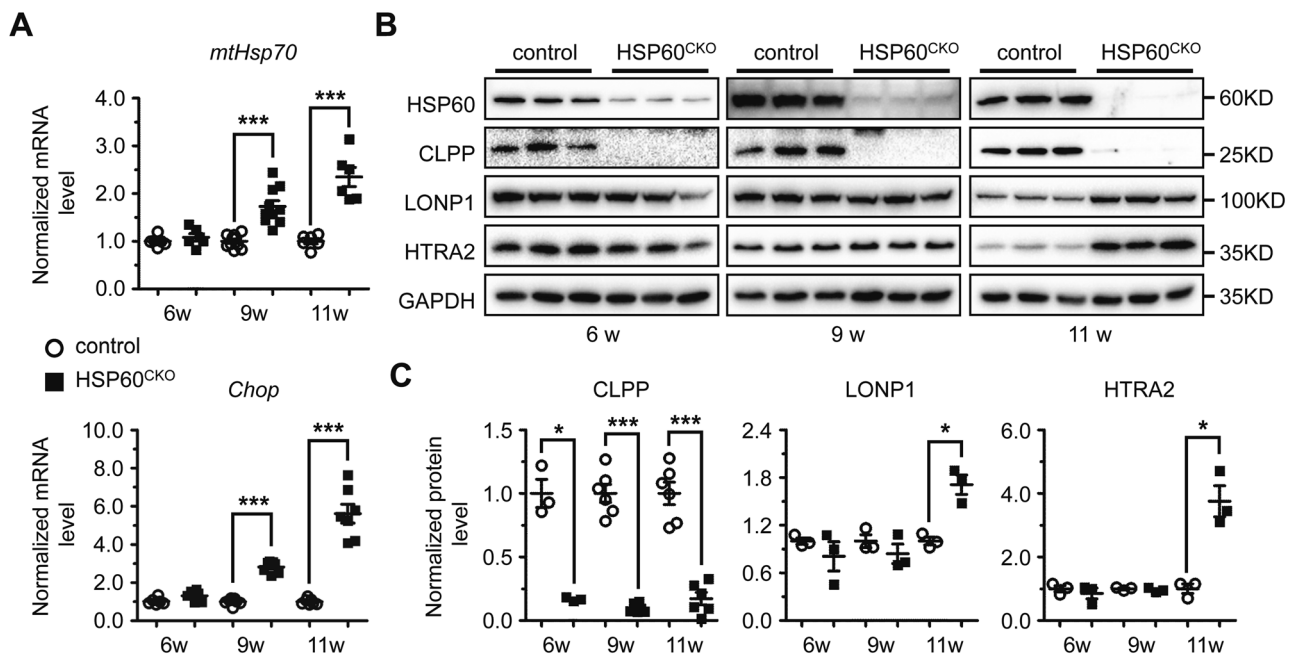 A
mtHsp70
Normalized mRNA
level
4.0
3.0
2.0
1.0
0.0
***
***
6w 9w 11w
control
HSP60CKO
Chop
Normalized mRNA
level
10.0
8.0
6.0
4.0
2.0
0.0
***
***
6w 9w 11w
B
control HSP60CKO control HSP60CKO control HSP60CKO
HSP60 60KD
CLPP 25KD
LONP1 100KD
HTRA2 35KD
GAPDH 35KD
6 w 9 w 11 w
C
CLPP
Normalized protein
level
1.5
1.0
0.5
0.0
* *** ***
6w 9w 11w
LONP1
2.4
1.8
1.2
0.6
0.0
*
6w 9w 11w
HTRA2
6.0
4.0
2.0
0.0
*
6w 9w 11w